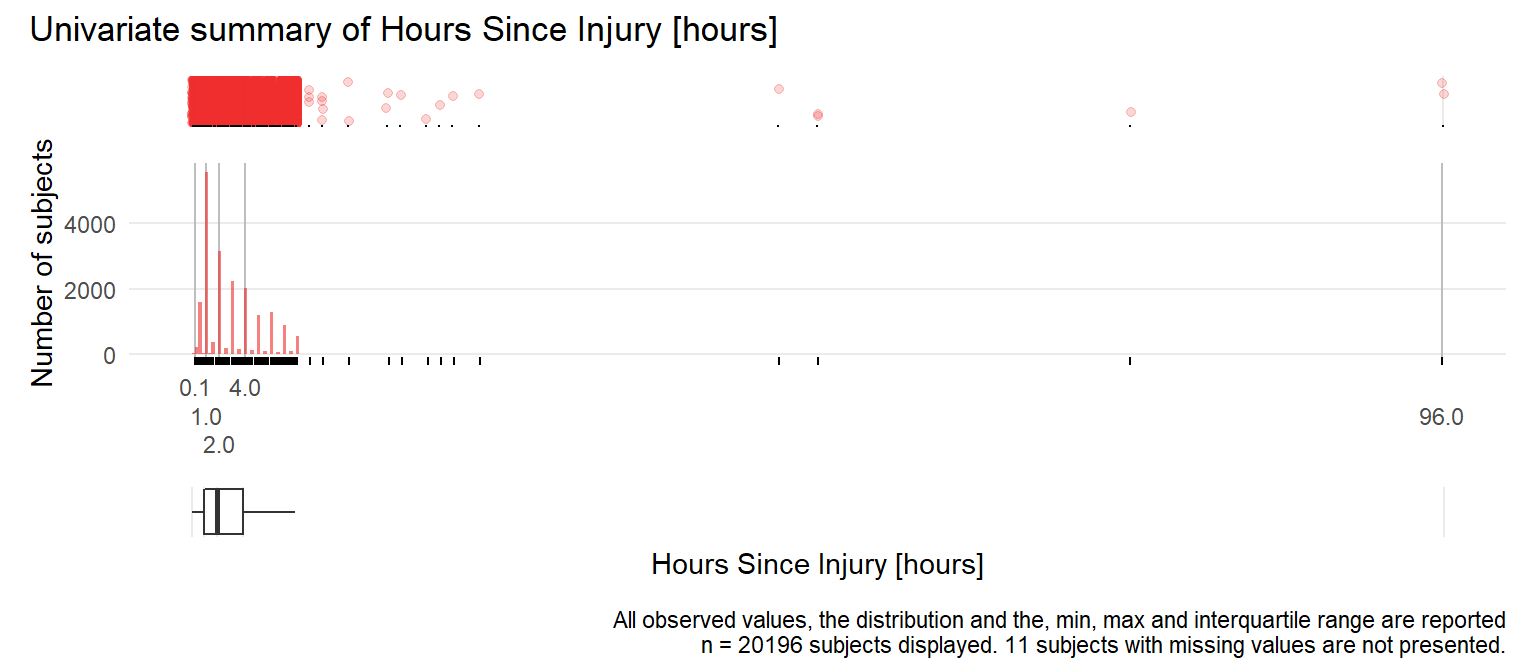 Univariate summary of Hours Since Injury [hours]
Number of subjects
4000
2000
0
0.1 4.0
1.0 96.0
2.0
Hours Since Injury [hours]
All observed values, the distribution and the, min, max and interquartile range are reported
n = 20196 subjects displayed. 11 subjects with missing values are not presented.